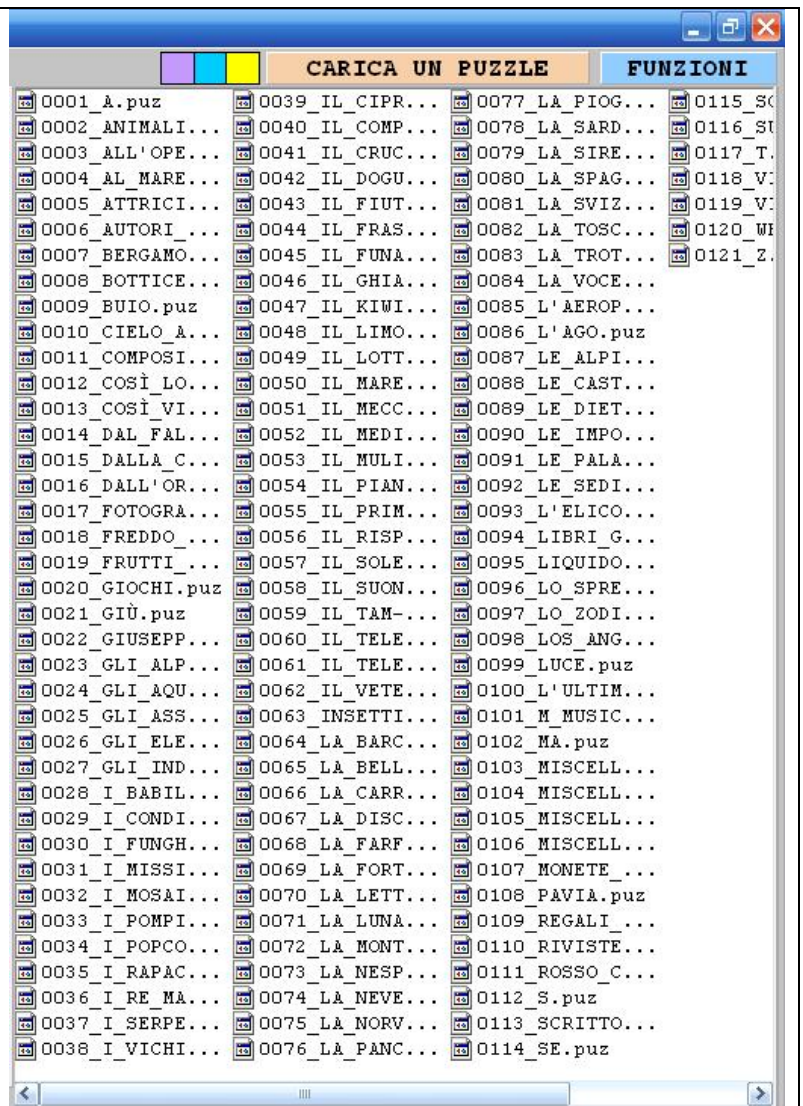 CARICA UN PUZZLE FUNZIONI
0001_A.puz
0002_ANIMALI...
0003_ALL'OPE...
0004_AL_MARE...
0005_ATTRICI...
0006_AUTORI_...
0007_BERGAMO...
0008_BOTTICE...
0009_BUIO.puz
0010_CIELO_A...
0011_COMPOSI...
0012_COSÌ_LO...
0013_COSÌ_VI...
0014_DAL_FAL...
0015_DALLA_C...
0016_DALL'OR...
0017_FOTOGRA...
0018_FREDDO_...
0019_FRUTTI_...
0020_GIOCHI.puz
0021_GIÙ.puz
0022_GIUSEPP...
0023_GLI_ALP...
0024_GLI_AQU...
0025_GLI_ASS...
0026_GLI_ELE...
0027_GLI_IND...
0028_I_BABIL...
0029_I_CONDI...
0030_I_FUNGH...
0031_I_MISSI...
0032_I_MOSAI...
0033_I_POMPI...
0034_I_POPCO...
0035_I_RAPAC...
0036_I_RE_MA...
0037_I_SERPE...
0038_I_VICHI...
0039_IL_CIPR...
0040_IL_COMP...
0041_IL_CRUC...
0042_IL_DOGU...
0043_IL_FIUT...
0044_IL_FRAS...
0045_IL_FUNA...
0046_IL_GHIA...
0047_IL_KIWI...
0048_IL_LIMO...
0049_IL_LOTT...
0050_IL_MARE...
0051_IL_MECC...
0052_IL_MEDI...
0053_IL_MULI...
0054_IL_PIAN...
0055_IL_PRIM...
0056_IL_RISP...
0057_IL_SOLE...
0058_IL_SUON...
0059_IL_TAM-...
0060_IL_TELE...
0061_IL_TELE...
0062_IL_VETE...
0063_INSETTI...
0064_LA_BARC...
0065_LA_BELL...
0066_LA_CARR...
0067_LA_DISC...
0068_LA_FARF...
0069_LA_FORT...
0070_LA_LETT...
0071_LA_LUNA...
0072_LA_MONT...
0073_LA_NESP...
0074_LA_NEVE...
0075_LA_NORV...
0076_LA_PANC...
0077_LA_PIOG...
0078_LA_SARD...
0079_LA_SIRE...
0080_LA_SPAG...
0081_LA_SVIZ...
0082_LA_TOSC...
0083_LA_TROT...
0084_LA_VOCE...
0085_L'AEROP...
0086_L'AGO.puz
0087_LE_ALPI...
0088_LE_CAST...
0089_LE_DIET...
0090_LE_IMPO...
0091_LE_PALA...
0092_LE_SEDI...
0093_L'ELICO...
0094_LIBRI_G...
0095_LIQUIDO...
0096_LO_SPRE...
0097_LO_ZODI...
0098_LOS_ANG...
0099_LUCE.puz
0100_L'ULTIM...
0101_M_MUSIC...
0102_MA.puz
0103_MISCELL...
0104_MISCELL...
0105_MISCELL...
0106_MISCELL...
0107_MONETE_...
0108_PAVIA.puz
0109_REGALI_...
0110_RIVISTE...
0111_ROSSO_C...
0112_S.puz
0113_SCRITTO...
0114_SE.puz
0115_S
0116_S
0117_T.
0118_V
0119_V
0120_W
0121_Z.